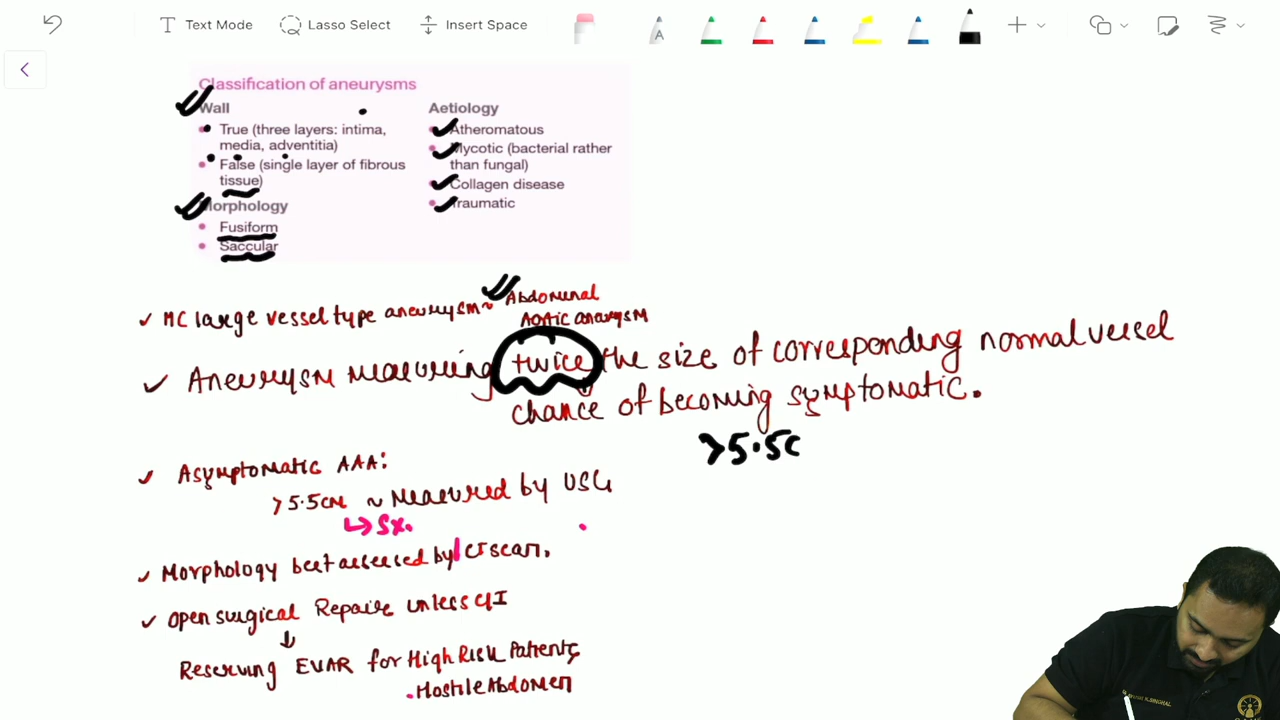 Text Mode
Lasso Select
Insert Space
Classification of aneurysms
Wall
True (three layers: intima,
media, adventitia)
False (single layer of fibrous
tissue)
Morphology
Fusiform
Saccular
Aetiology
Atheromatous
Mycotic (bacterial rather
than fungal)
Collagen disease
Traumatic
MC large vessel type aneurysm~ Abdominal
Aortic aneurysm
Aneurysm measuring twice the size of corresponding normal vessel
chance of becoming symptomatic.
>5.5c
Asymptomatic AAA:
>5.5cm ~ measured by USG
↳ Sx.
Morphology best assessed by CT scan.
Open surgical Repair unless C/I
↓
Reserving EVAR for High Risk Patients
Hostile Abdomen